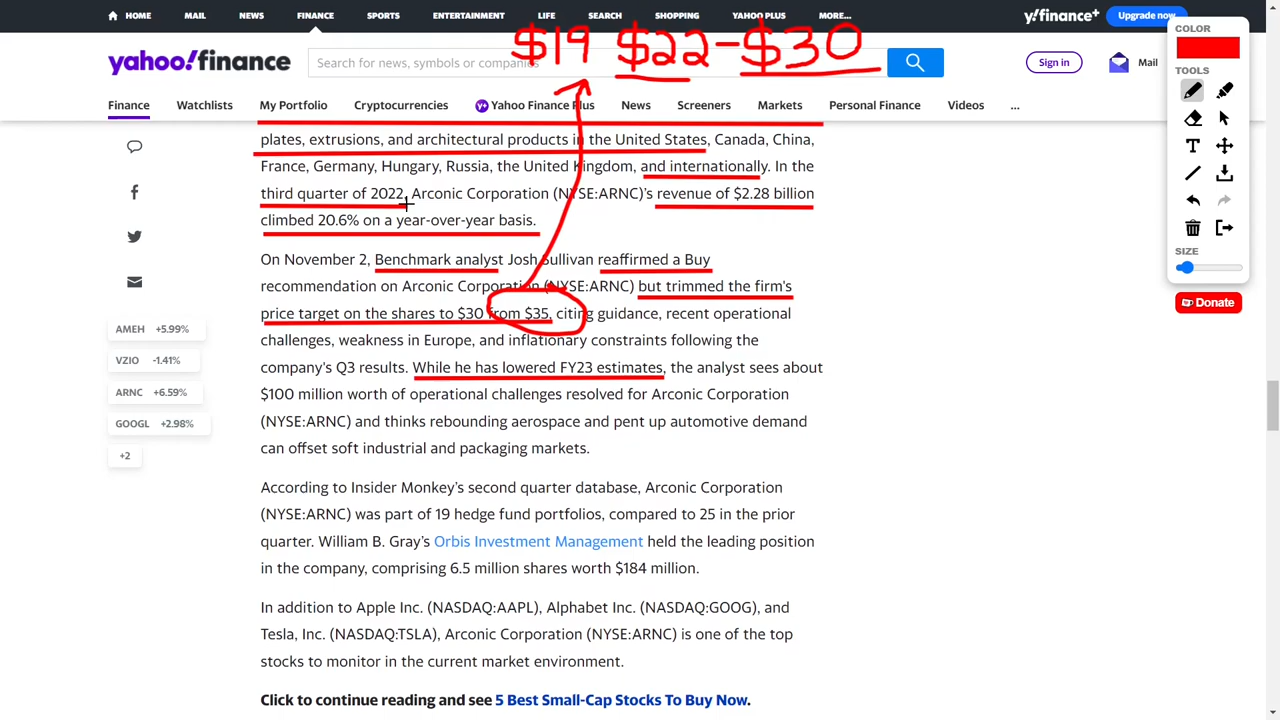 HOME MAIL NEWS FINANCE SPORTS ENTERTAINMENT LIFE SEARCH SHOPPING YAHOO PLUS MORE... y!finance+ Upgrade now
$19 $22-$30
yahoo!finance Search for news, symbols or companies Sign in Mail
Finance Watchlists My Portfolio Cryptocurrencies Y+ Yahoo Finance Plus News Screeners Markets Personal Finance Videos ...
COLOR
TOOLS
T
SIZE
Donate
plates, extrusions, and architectural products in the United States, Canada, China,
France, Germany, Hungary, Russia, the United Kingdom, and internationally. In the
third quarter of 2022, Arconic Corporation (NYSE:ARNC)'s revenue of $2.28 billion
climbed 20.6% on a year-over-year basis.
On November 2, Benchmark analyst Josh Sullivan reaffirmed a Buy
recommendation on Arconic Corporation (NYSE:ARNC) but trimmed the firm's
price target on the shares to $30 from $35, citing guidance, recent operational
challenges, weakness in Europe, and inflationary constraints following the
company's Q3 results. While he has lowered FY23 estimates, the analyst sees about
$100 million worth of operational challenges resolved for Arconic Corporation
(NYSE:ARNC) and thinks rebounding aerospace and pent up automotive demand
can offset soft industrial and packaging markets.
AMEH +5.99%
VZIO -1.41%
ARNC +6.59%
GOOGL +2.98%
+2
According to Insider Monkey's second quarter database, Arconic Corporation
(NYSE:ARNC) was part of 19 hedge fund portfolios, compared to 25 in the prior
quarter. William B. Gray's Orbis Investment Management held the leading position
in the company, comprising 6.5 million shares worth $184 million.
In addition to Apple Inc. (NASDAQ:AAPL), Alphabet Inc. (NASDAQ:GOOG), and
Tesla, Inc. (NASDAQ:TSLA), Arconic Corporation (NYSE:ARNC) is one of the top
stocks to monitor in the current market environment.
Click to continue reading and see 5 Best Small-Cap Stocks To Buy Now.